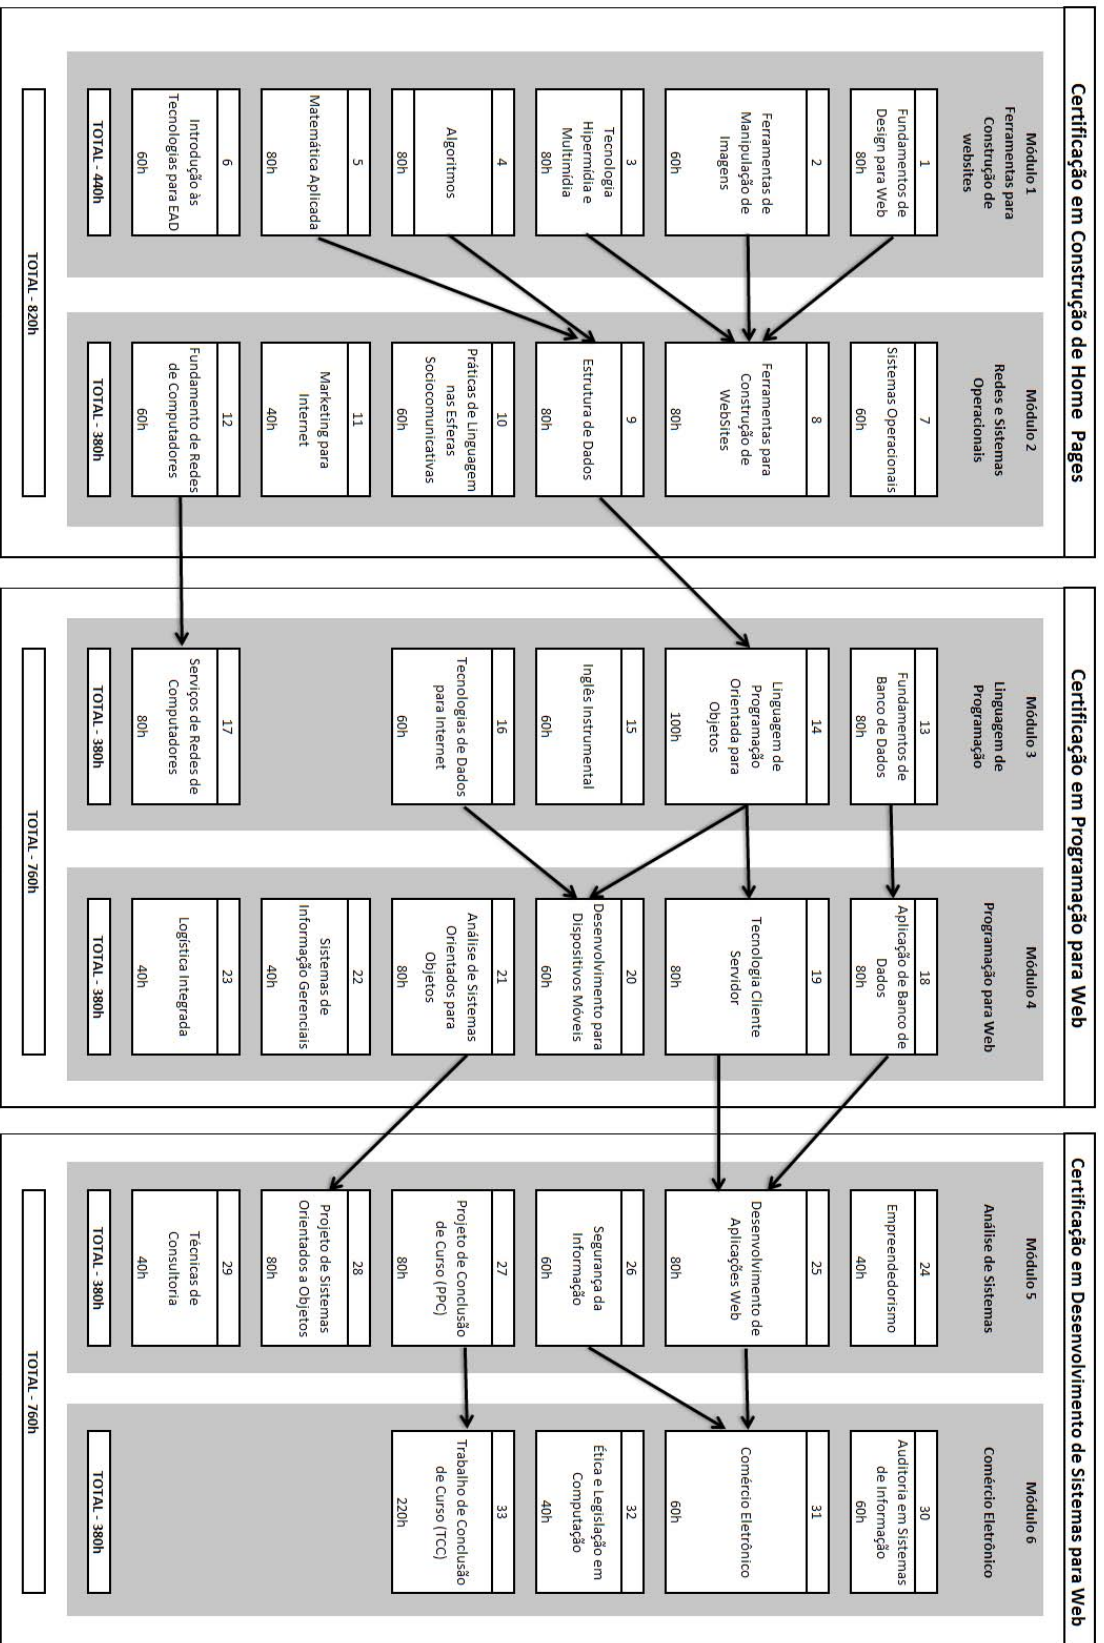 Certificação em Construção de Home Pages
Módulo 1
Ferramentas para
Construção de
websites
1
Fundamentos de
Design para Web
80h
2
Ferramentas de
Manipulação de
Imagens
60h
3
Tecnologia
Hipermídia e
Multimídia
80h
4
Algoritmos
80h
5
Matemática Aplicada
80h
6
Introdução às
Tecnologias para EAD
60h
TOTAL - 440h
Módulo 2
Redes e Sistemas
Operacionais
7
Sistemas Operacionais
60h
8
Ferramentas para
Construção de
WebSites
80h
9
Estrutura de Dados
80h
10
Práticas de Linguagem
nas Esferas
Sociocomunicativas
60h
11
Marketing para
Internet
40h
12
Fundamento de Redes
de Computadores
60h
TOTAL - 380h
TOTAL - 820h
Certificação em Programação para Web
Módulo 3
Linguagem de
Programação
13
Fundamentos de
Banco de Dados
80h
14
Linguagem de
Programação
Orientada para
Objetos
100h
15
Inglês Instrumental
60h
16
Tecnologias de Dados
para Internet
60h
17
Serviços de Redes de
Computadores
80h
TOTAL - 380h
Módulo 4
Programação para Web
18
Aplicação de Banco de
Dados
80h
19
Tecnologia Cliente
Servidor
80h
20
Desenvolvimento para
Dispositivos Móveis
60h
21
Análise de Sistemas
Orientados para
Objetos
80h
22
Sistemas de
Informação Gerenciais
40h
23
Logística Integrada
40h
TOTAL - 380h
TOTAL - 760h
Certificação em Desenvolvimento de Sistemas para Web
Módulo 5
Análise de Sistemas
24
Empreendedorismo
40h
25
Desenvolvimento de
Aplicações Web
80h
26
Segurança da
Informação
60h
27
Projeto de Conclusão
de Curso (PPC)
80h
28
Projeto de Sistemas
Orientados a Objetos
80h
29
Técnicas de
Consultoria
40h
TOTAL - 380h
Módulo 6
Comércio Eletrônico
30
Auditoria em Sistemas
de Informação
60h
31
Comércio Eletrônico
60h
32
Ética e Legislação em
Computação
40h
33
Trabalho de Conclusão
de Curso (TCC)
220h
TOTAL - 380h
TOTAL - 760h